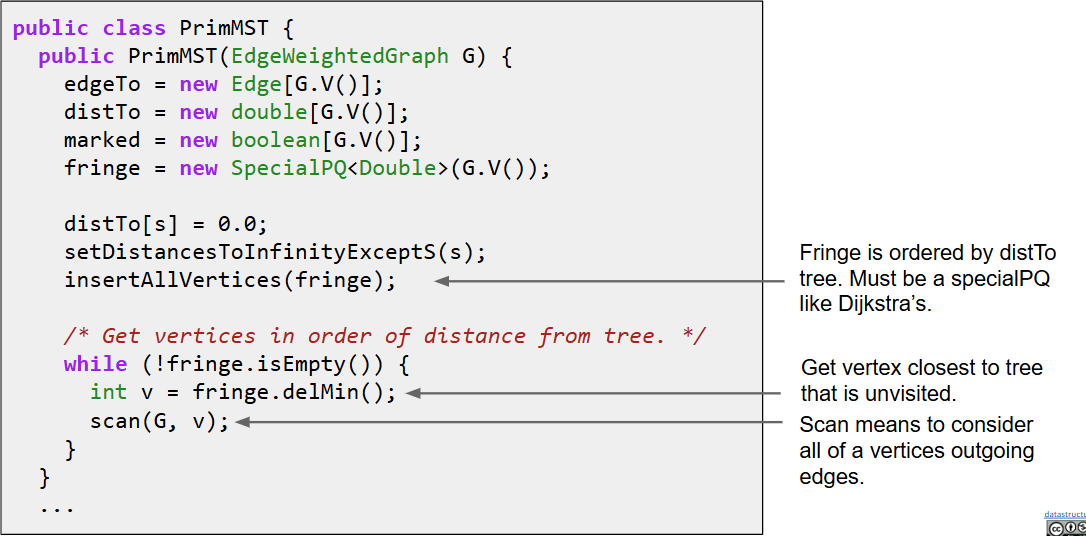 public class PrimMST {
  public PrimMST(EdgeWeightedGraph G) {
    edgeTo = new Edge[G.V()];
    distTo = new double[G.V()];
    marked = new boolean[G.V()];
    fringe = new SpecialPQ<Double>(G.V());

    distTo[s] = 0.0;
    setDistancesToInfinityExceptS(s);
    insertAllVertices(fringe);

    /* Get vertices in order of distance from tree. */
    while (!fringe.isEmpty()) {
      int v = fringe.delMin();
      scan(G, v);
    }
  }
  ...
Fringe is ordered by distTo
tree. Must be a specialPQ
like Dijkstra’s.
Get vertex closest to tree
that is unvisited.
Scan means to consider
all of a vertices outgoing
edges.
datastructu